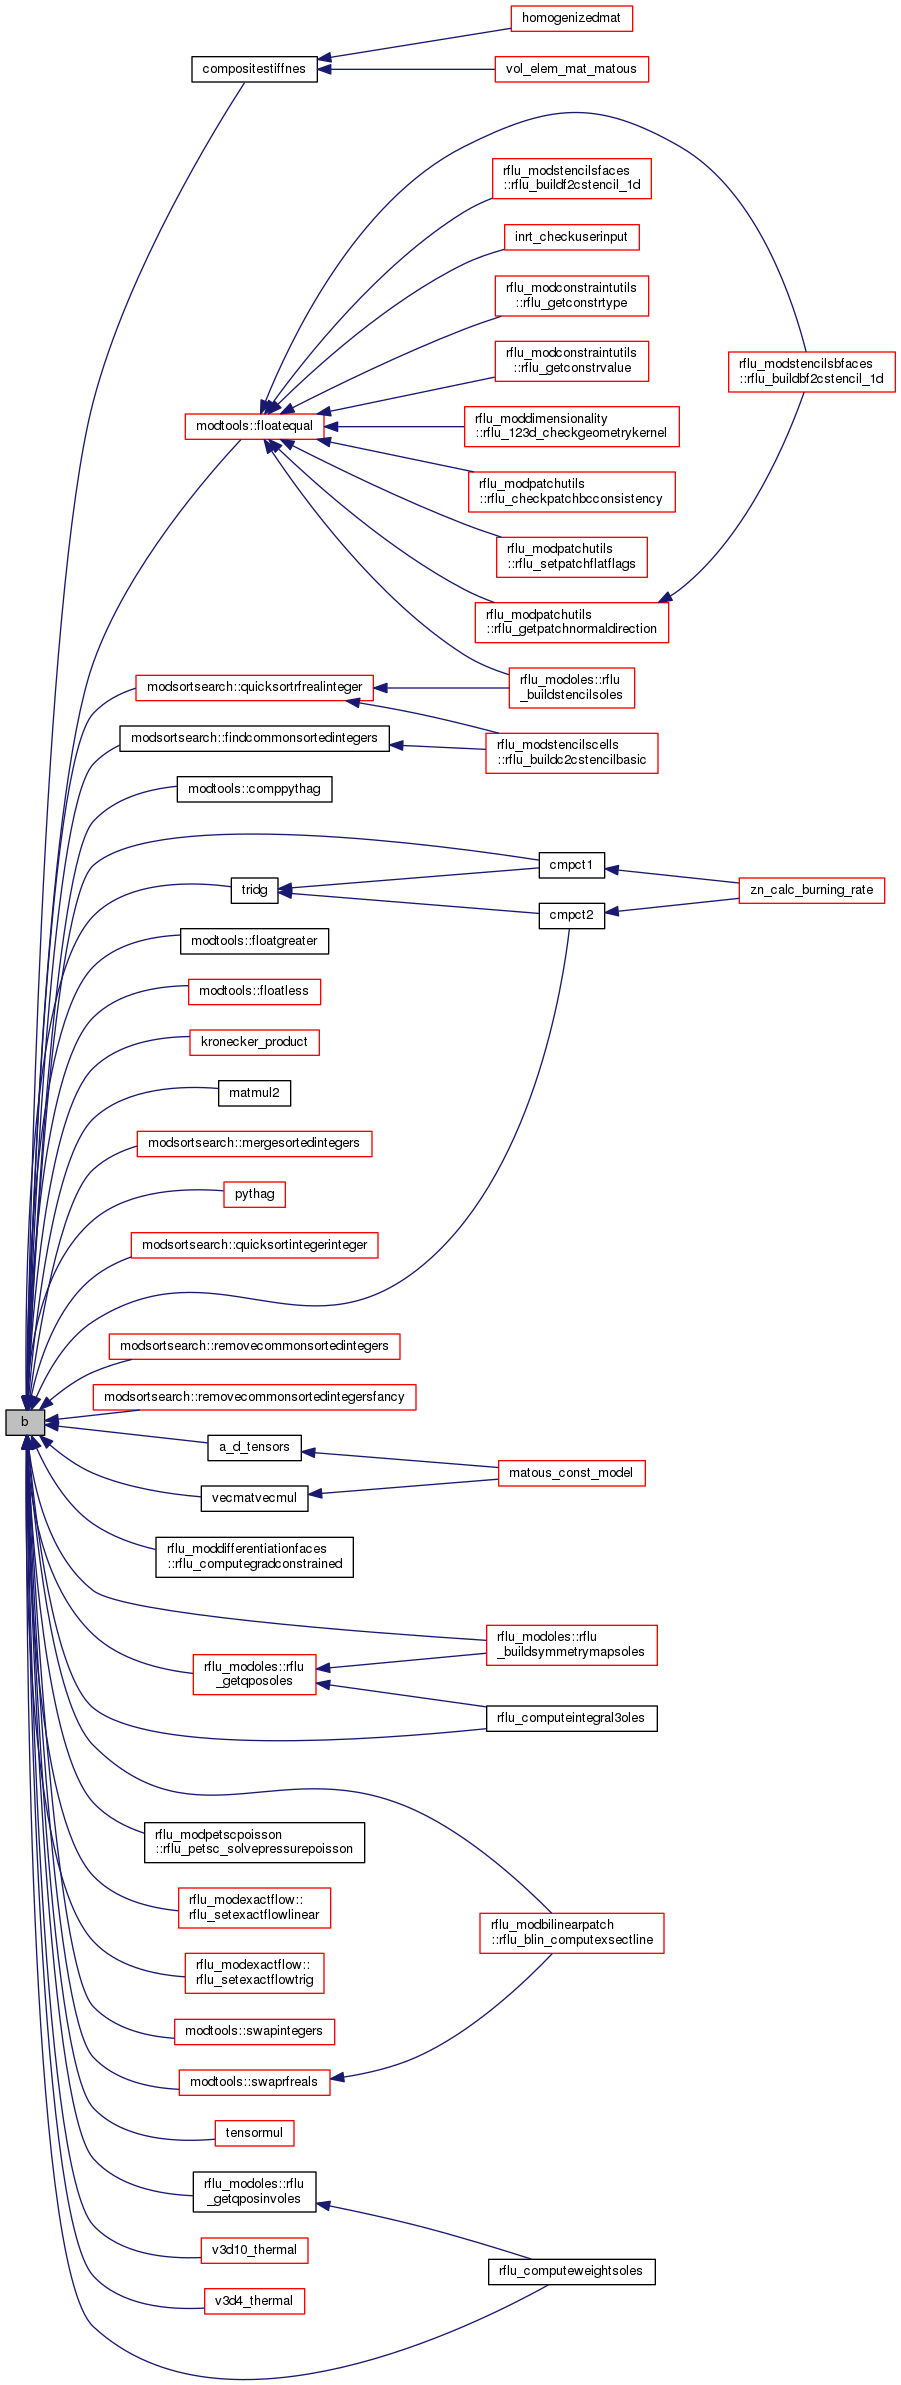 homogenizedmat
compositestiffnes
vol_elem_mat_matous
rflu_modstencilsfaces
::rflu_buildf2cstencil_1d
inrt_checkuserinput
rflu_modconstraintutils
::rflu_getconstrtype
rflu_modconstraintutils
::rflu_getconstrvalue
rflu_modstencilsbfaces
::rflu_buildbf2cstencil_1d
modtools::floatequal
rflu_moddimensionality
::rflu_123d_checkgeometrykernel
rflu_modpatchutils
::rflu_checkpatchbcconsistency
rflu_modpatchutils
::rflu_setpatchflatflags
rflu_modpatchutils
::rflu_getpatchnormaldirection
modsortsearch::quicksortrfrealinteger
rflu_modoles::rflu
_buildstencilsoles
modsortsearch::findcommonsortedintegers
rflu_modstencilscells
::rflu_buildc2cstencilbasic
modtools::comppythag
cmpct1
tridg
zn_calc_burning_rate
cmpct2
modtools::floatgreater
modtools::floatless
kronecker_product
matmul2
modsortsearch::mergesortedintegers
pythag
modsortsearch::quicksortintegerinteger
modsortsearch::removecommonsortedintegers
modsortsearch::removecommonsortedintegersfancy
b
a_d_tensors
matous_const_model
vecmatvecmul
rflu_moddifferentiationfaces
::rflu_computegradconstrained
rflu_modoles::rflu
_buildsymmetrymapsoles
rflu_modoles::rflu
_getqposoles
rflu_computeintegral3oles
rflu_modpetscpoisson
::rflu_petsc_solvepressurepoisson
rflu_modexactflow::
rflu_setexactflowlinear
rflu_modbilinearpatch
::rflu_blin_computexsectline
rflu_modexactflow::
rflu_setexactflowtrig
modtools::swapintegers
modtools::swaprfreals
tensormul
rflu_modoles::rflu
_getqposinvoles
v3d10_thermal
rflu_computeweightsoles
v3d4_thermal